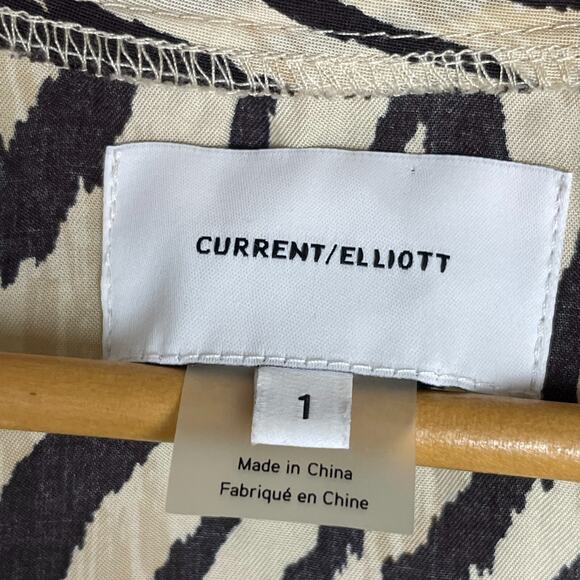 CURRENT/ELLIOTT
1
Made in China
Fabriqué en Chine